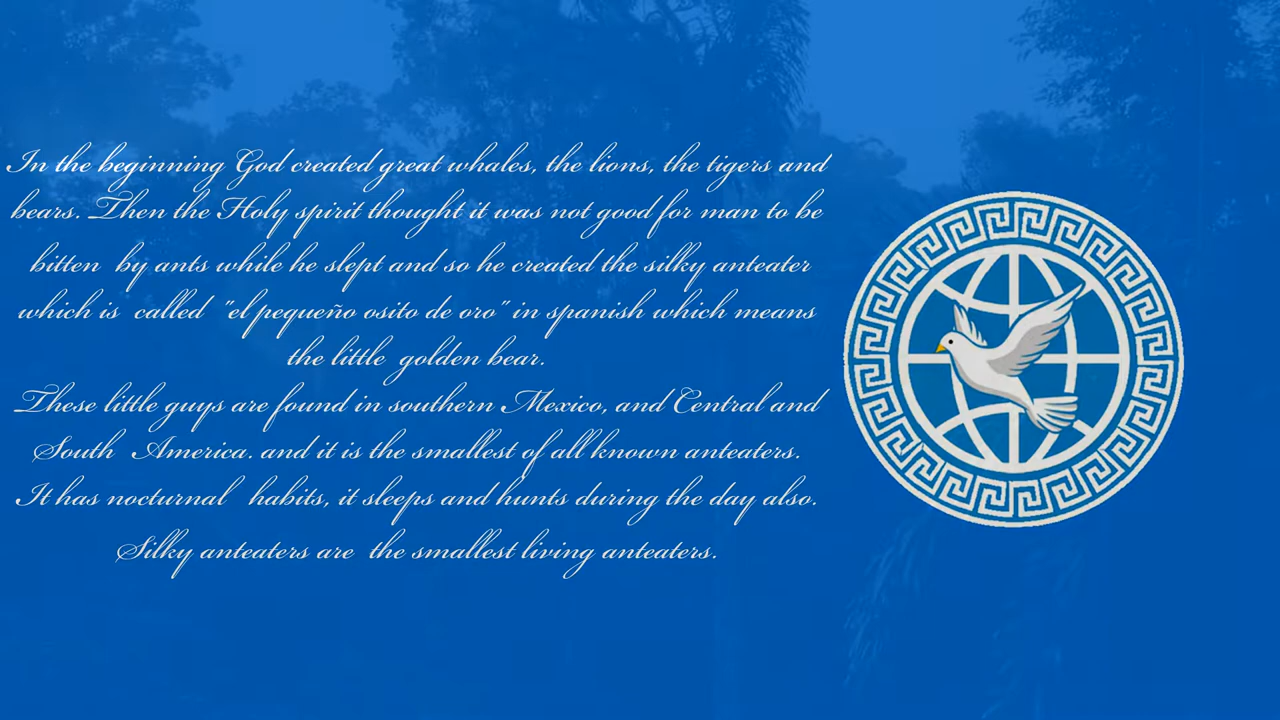 In the beginning God created great whales, the lions, the tigers and
bears. Then the Holy spirit thought it was not good for man to be
bitten by ants while he slept and so he created the silky anteater
which is called "el pequeño osito de oro" in spanish which means
the little golden bear.
These little guys are found in southern Mexico, and Central and
South America. and it is the smallest of all known anteaters.
It has nocturnal habits, it sleeps and hunts during the day also.
Silky anteaters are the smallest living anteaters.